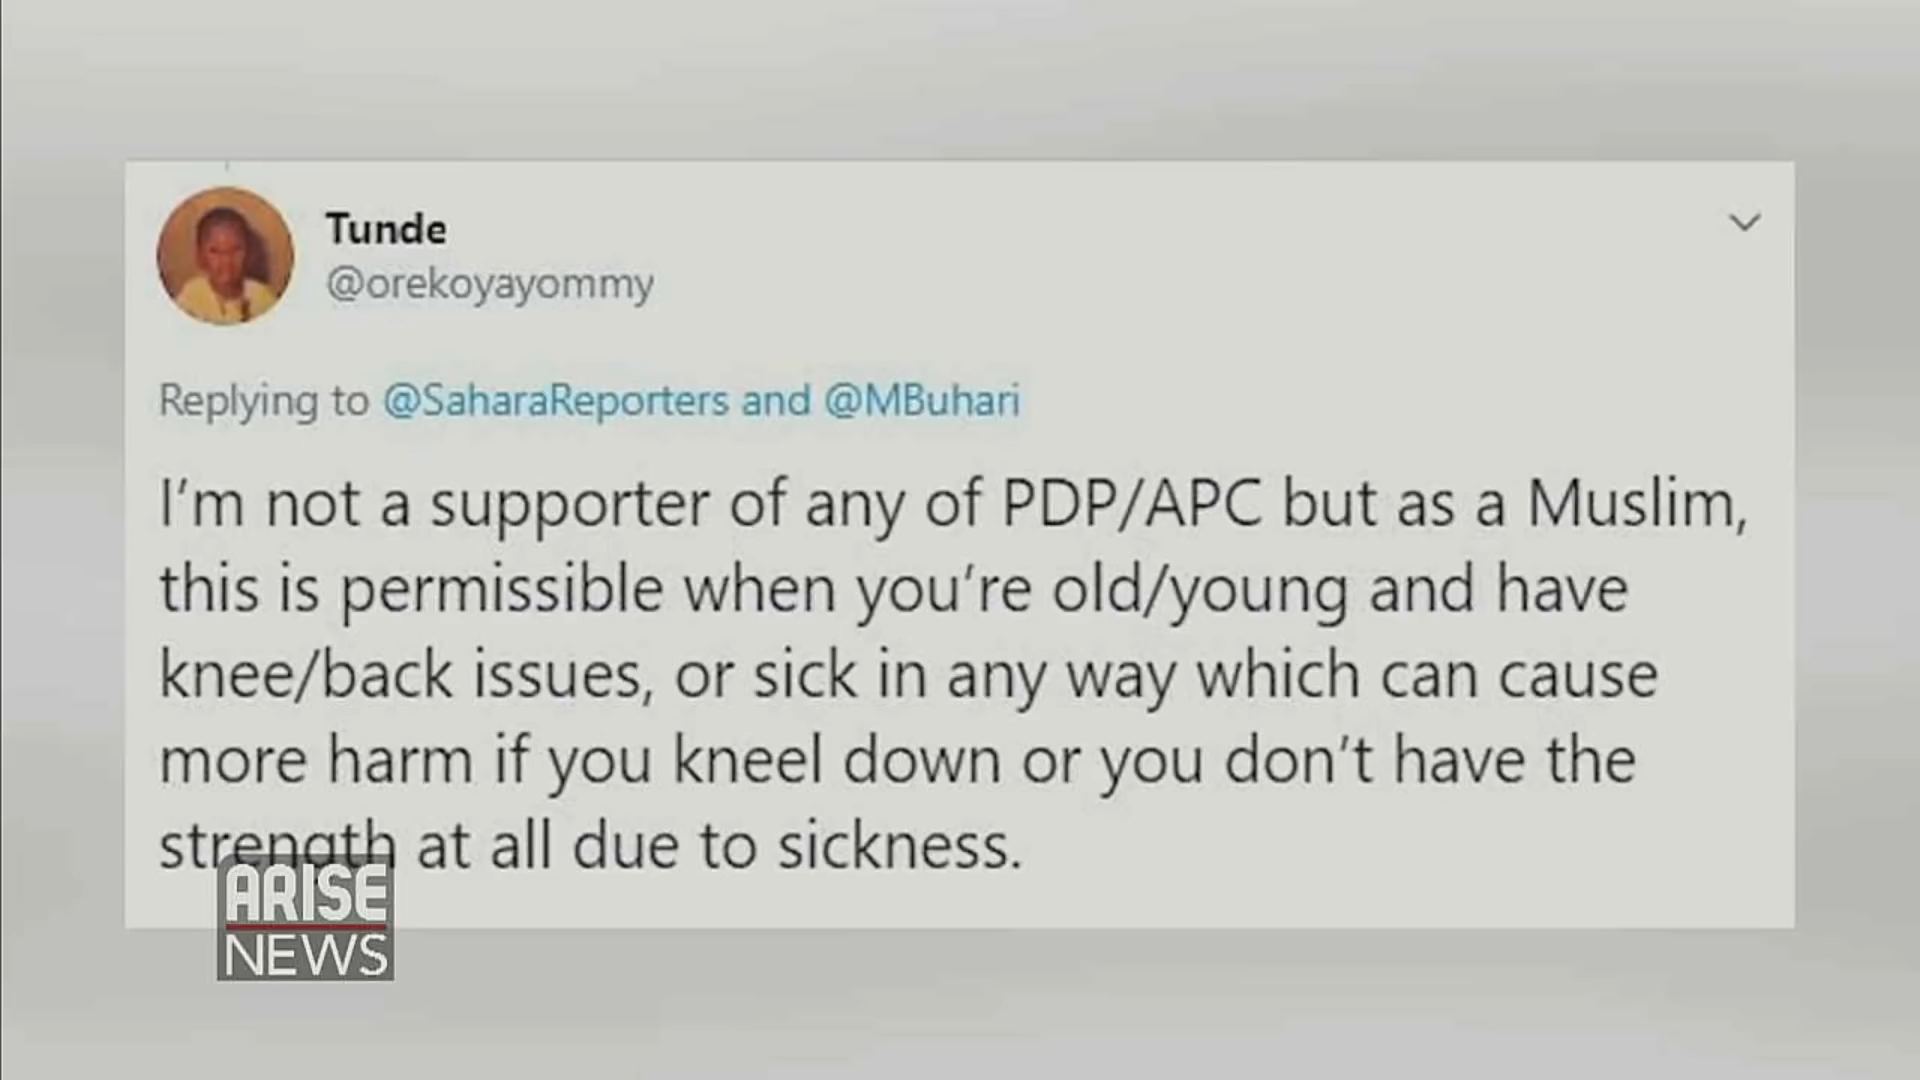 Tunde
@orekoyayommy
Replying to @SaharaReporters and @MBuhari
I'm not a supporter of any of PDP/APC but as a Muslim,
this is permissible when you're old/young and have
knee/back issues, or sick in any way which can cause
more harm if you kneel down or you don't have the
strength at all due to sickness.
ARISE
NEWS